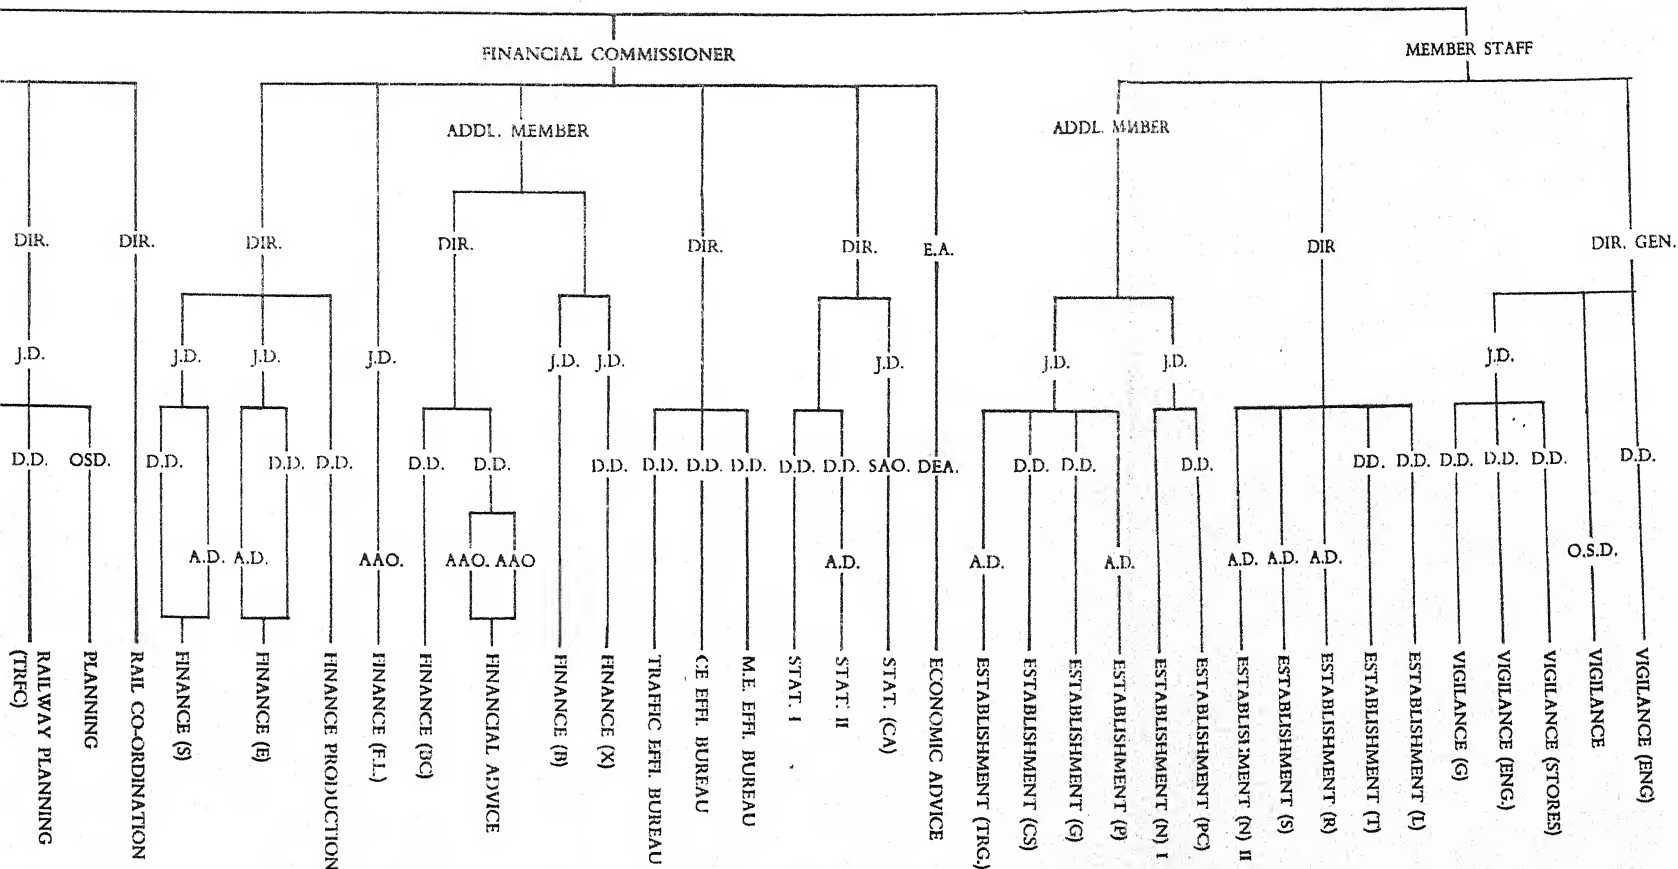 FINANCIAL COMMISSIONER MEMBER STAFF
ADDL. MEMBER ADDL. MMBER
DIR. DIR. DIR. DIR. DIR. DIR. E.A. DIR DIR. GEN.
J.D. J.D. J.D. J.D. J.D. J.D. J.D. J.D. J.D. J.D.
D.D. OSD. D.D. D.D. D.D. D.D. D.D. D.D. D.D. D.D. D.D. D.D. D.D. SAO. DEA. D.D. D.D. D.D. DD. D.D. D.D. D.D. D.D. D.D.
A.D. A.D. AAO. AAO. AAO A.D. A.D. A.D. A.D. A.D. A.D. O.S.D.
RAILWAY PLANNING
(TRFC)
PLANNING
RAIL CO-ORDINATION
FINANCE (S)
FINANCE (E)
FINANCE PRODUCTION
FINANCE (F.L.)
FINANCE (BC)
FINANCIAL ADVICE
FINANCE (B)
FINANCE (X)
TRAFFIC EFFI. BUREAU
CE EFFI. BUREAU
M.E. EFFI. BUREAU
STAT. I
STAT. II
STAT. (CA)
ECONOMIC ADVICE
ESTABLISHMENT (TRG.)
ESTABLISHMENT (CS)
ESTABLISHMENT (G)
ESTABLISHMENT (P)
ESTABLISHMENT (N) I
ESTABLISHMENT (PC)
ESTABLISHMENT (N) II
ESTABLISHMENT (S)
ESTABLISHMENT (R)
ESTABLISHMENT (T)
ESTABLISHMENT (L)
VIGILANCE (G)
VIGILANCE (ENG.)
VIGILANCE (STORES)
VIGILANCE
VIGILANCE (ENG)